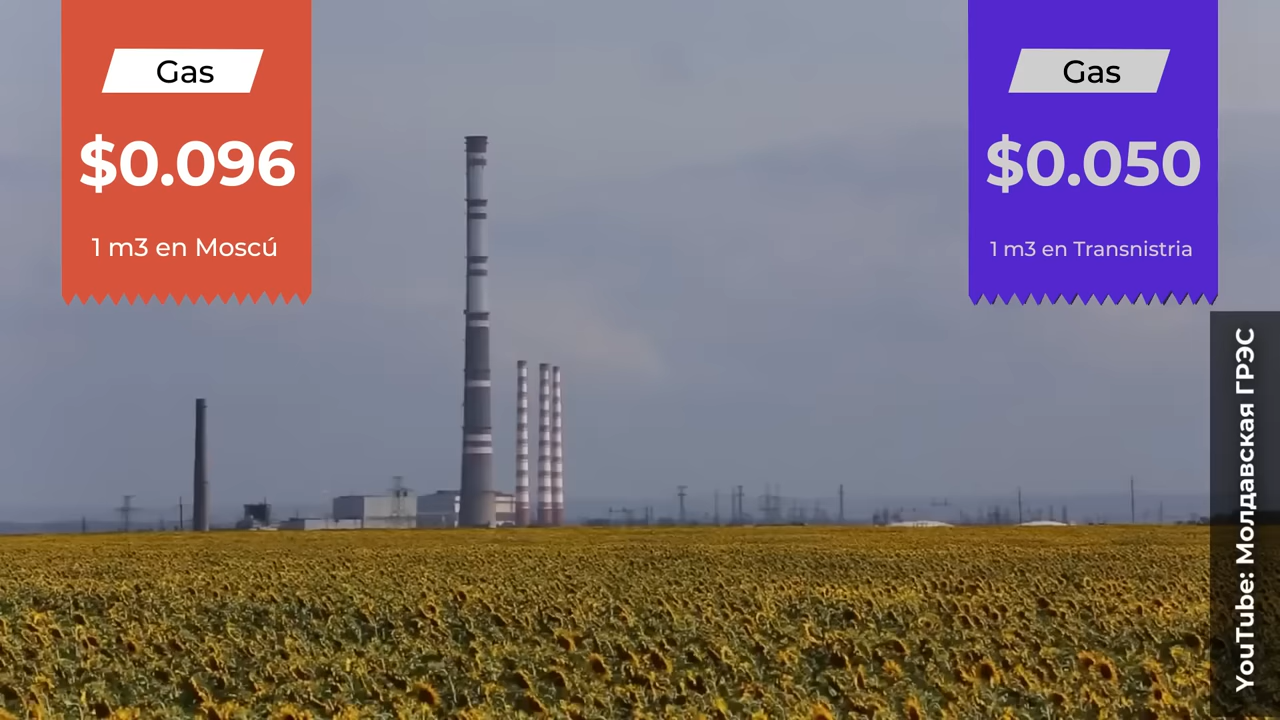 Gas
$0.096
1 m3 en Moscú
Gas
$0.050
1 m3 en Transnistria
YouTube: Молдавская ГРЭС